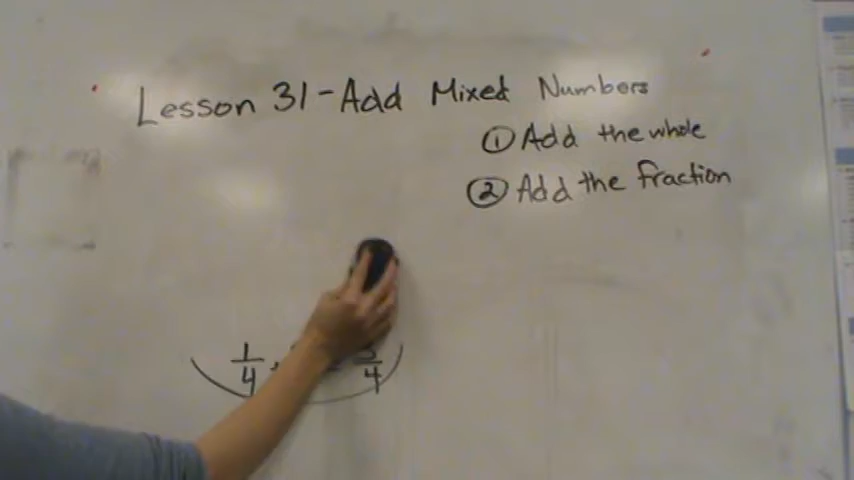 Lesson 31 - Add Mixed Numbers
① Add the whole
② Add the fraction
1/4 + = 3/4